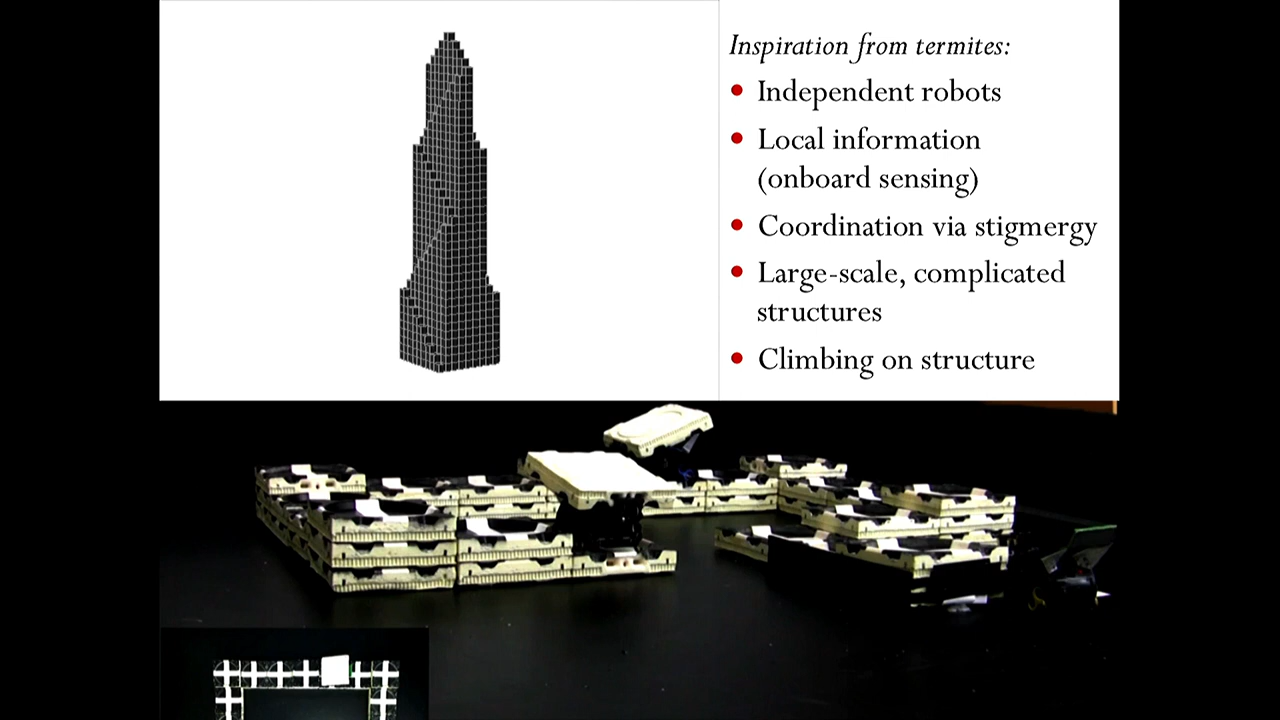 Inspiration from termites:
• Independent robots
• Local information
(onboard sensing)
• Coordination via stigmergy
• Large-scale, complicated
structures
• Climbing on structure